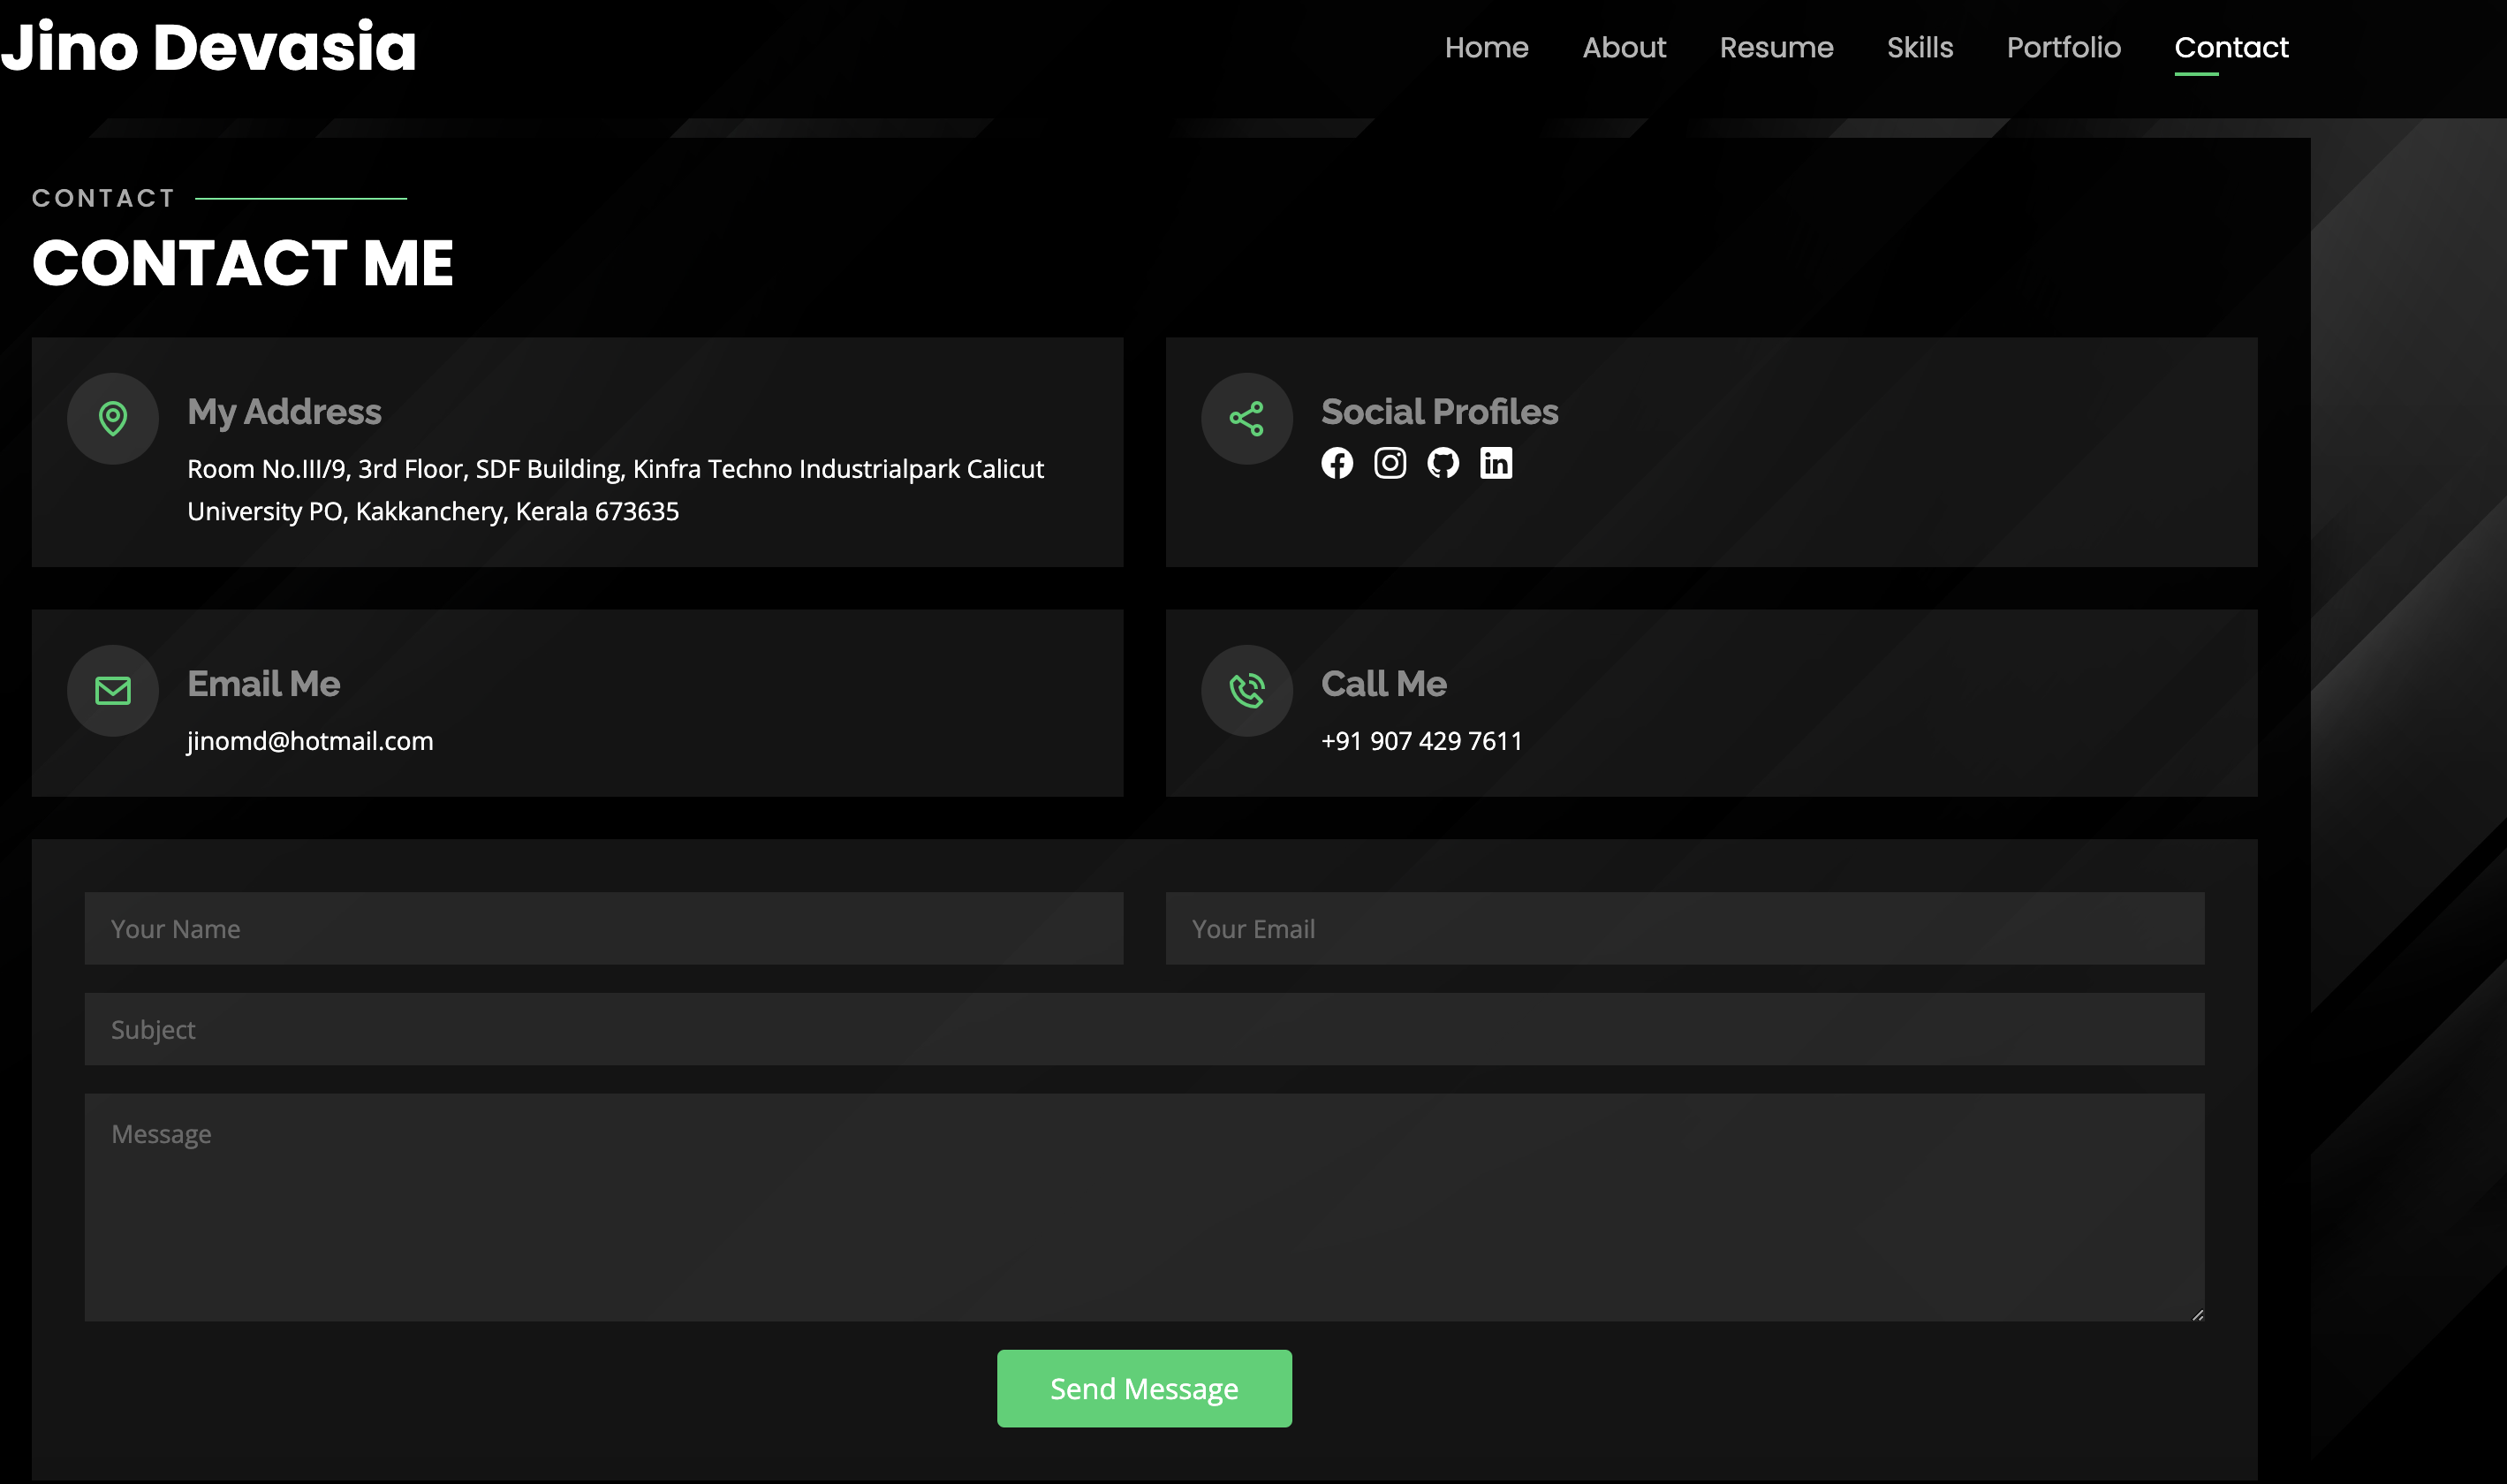 Jino Devasia
Home About Resume Skills Portfolio Contact
CONTACT
CONTACT ME
My Address
Room No.III/9, 3rd Floor, SDF Building, Kinfra Techno Industrialpark Calicut
University PO, Kakkanchery, Kerala 673635
Social Profiles
Email Me
jinomd@hotmail.com
Call Me
+91 907 429 7611
Your Name
Your Email
Subject
Message
Send Message